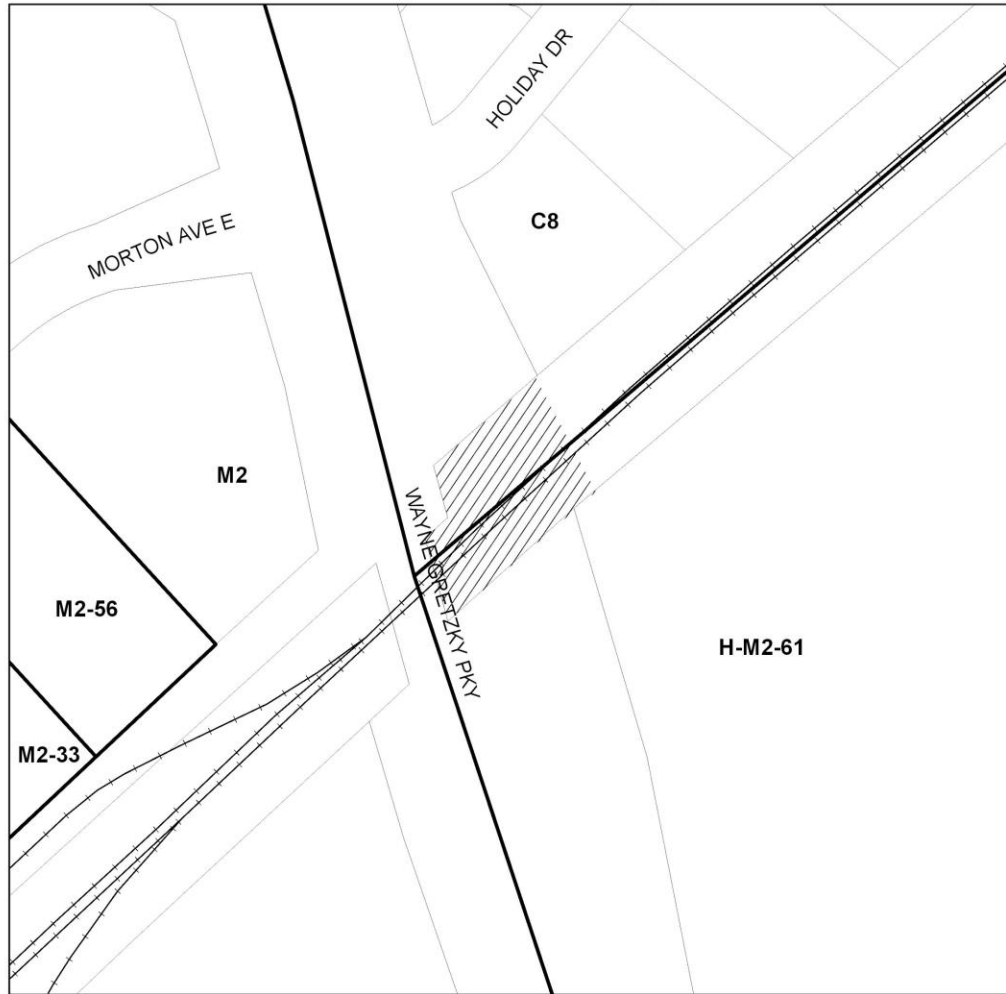 HOLIDAY DR
C8
MORTON AVE E
M2
WAYNE GRETZKY PKY
M2-56
H-M2-61
M2-33